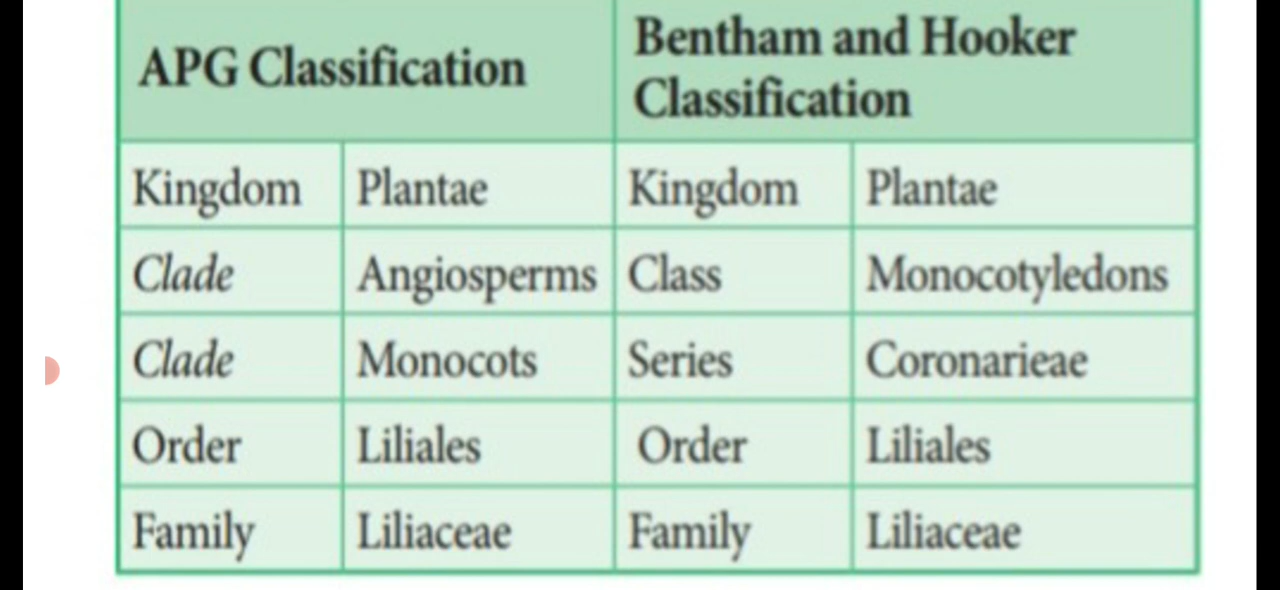 APG Classification Bentham and Hooker
Classification
Kingdom Plantae Kingdom Plantae
Clade Angiosperms Class Monocotyledons
Clade Monocots Series Coronarieae
Order Liliales Order Liliales
Family Liliaceae Family Liliaceae